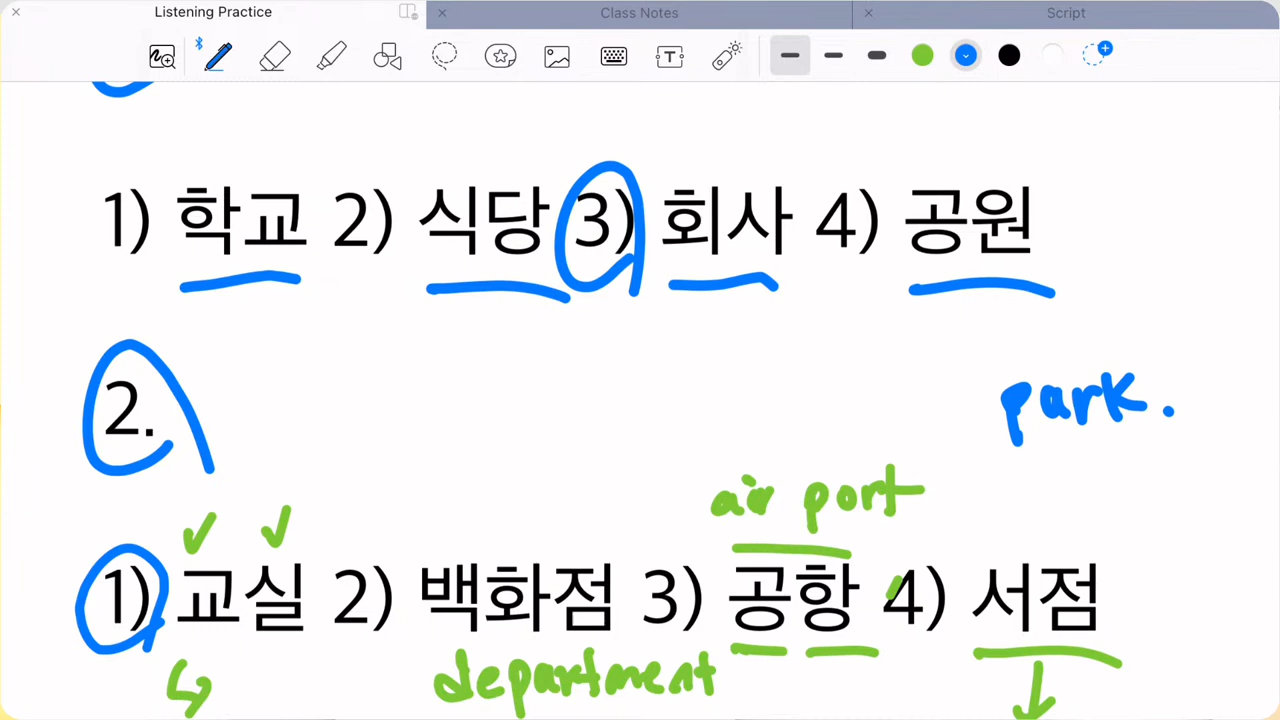 Listening Practice Class Notes Script
1) 학교 2) 식당 3) 회사 4) 공원
2.
park.
air port
1) 교실 2) 백화점 3) 공항 4) 서점
department